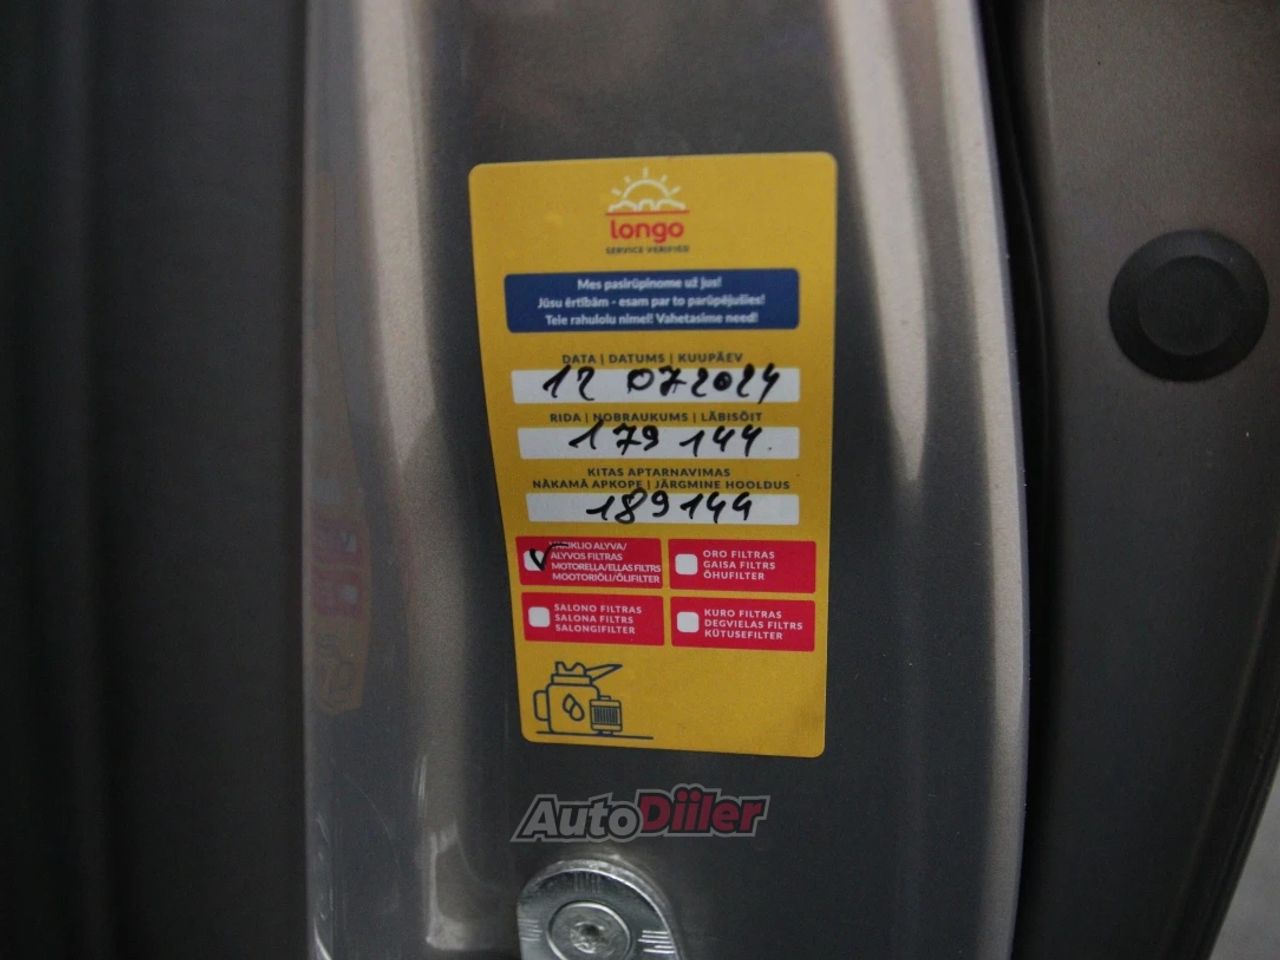 longo
SERVICE VERIFIED
Mes pasirūpinome už jus!
Jūsu ērtībām - esam par to parūpējušies!
Teie rahulolu nimel! Vahetasime need!
DATA | DATUMS | KUUPÄEV
12 07 2024
RIDA | NOBRAUKUMS | LÄBISÕIT
179 144
KITAS APTARNAVIMAS
NĀKAMĀ APKOPE | JÄRGMINE HOOLDUS
189144
VARIKLIO ALYVA/
ALYVOS FILTRAS
MOTOREĻĻA/EĻĻAS FILTRS
MOOTORIÕLI/ÕLIFILTER
ORO FILTRAS
GAISA FILTRS
ÕHUFILTER
SALONO FILTRAS
SALONA FILTRS
SALONGIFILTER
KURO FILTRAS
DEGVIELAS FILTRS
KÜTUSEFILTER
AutoDiiler